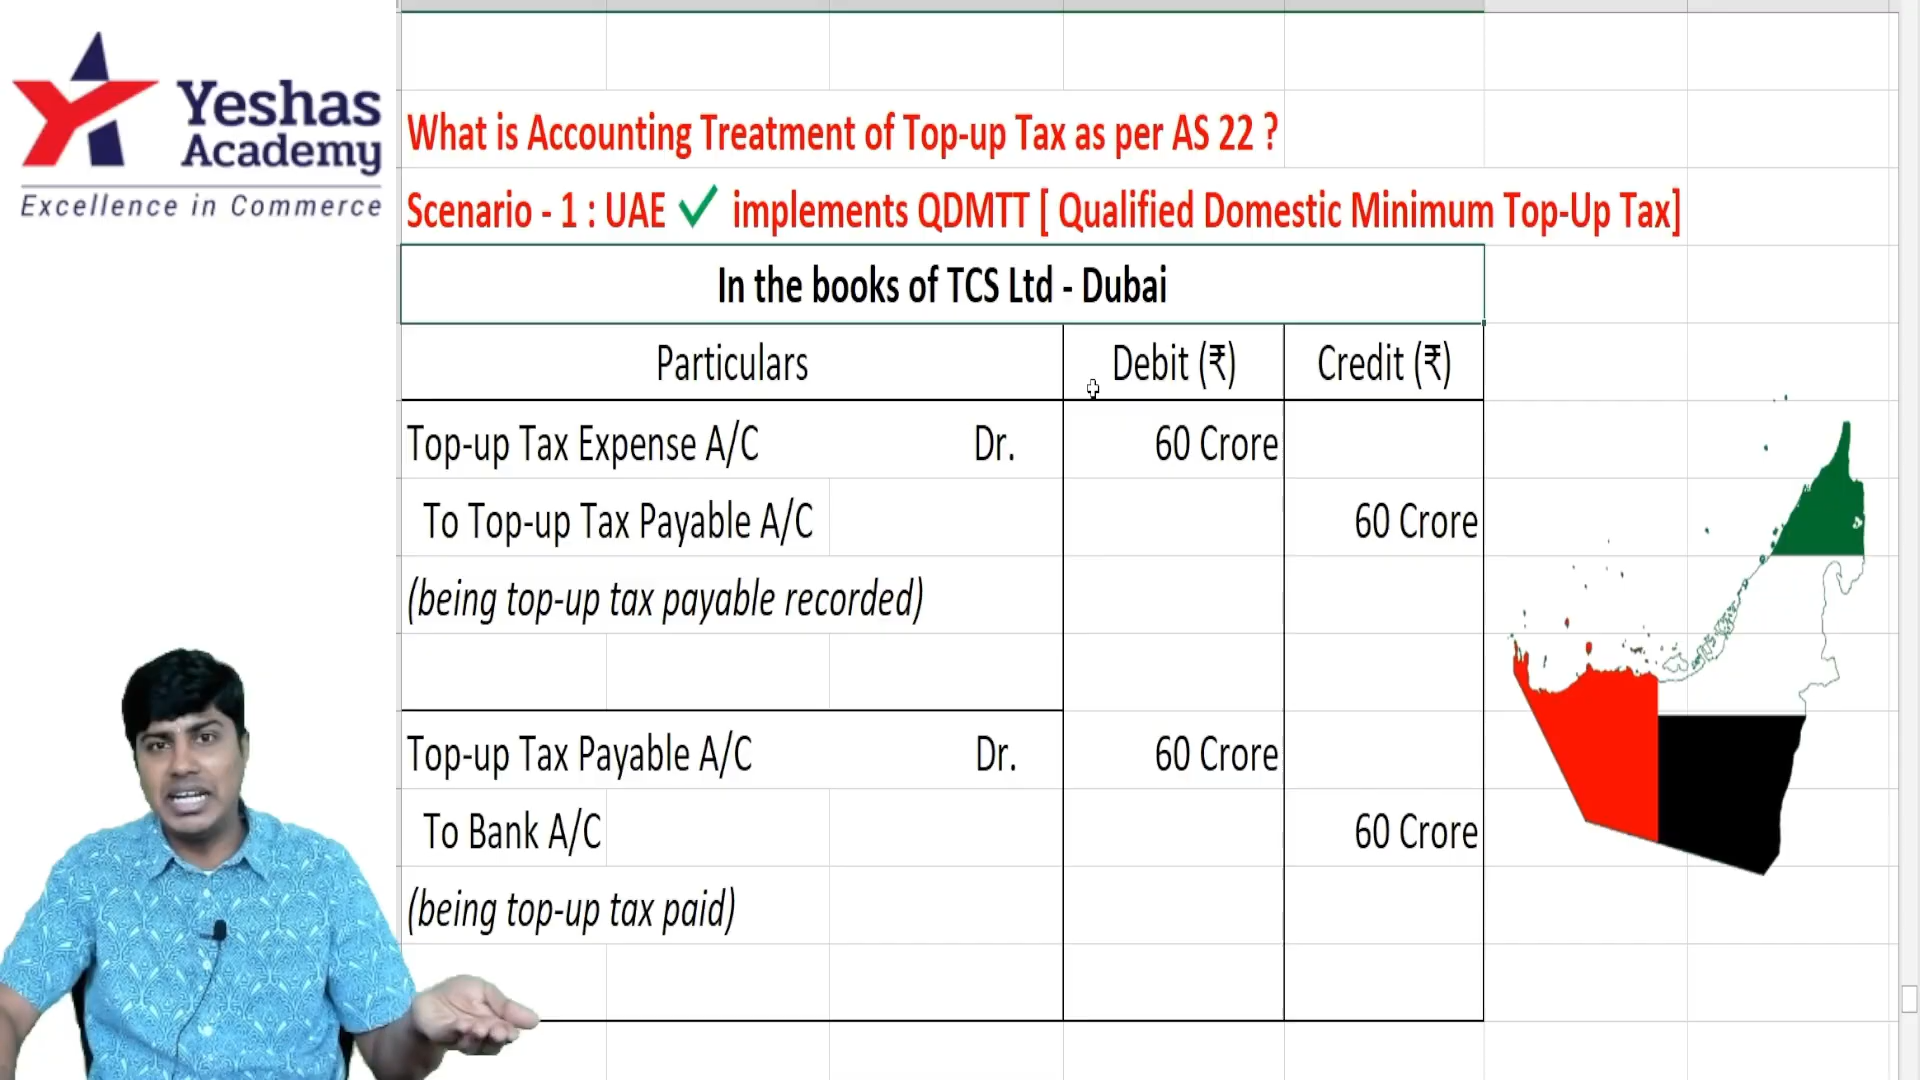 Yeshas
Academy
Excellence in Commerce
What is Accounting Treatment of Top-up Tax as per AS 22 ?
Scenario - 1 : UAE ✓ implements QDMTT [ Qualified Domestic Minimum Top-Up Tax]
In the books of TCS Ltd - Dubai
Particulars Debit (₹) Credit (₹)
Top-up Tax Expense A/C Dr. 60 Crore
To Top-up Tax Payable A/C 60 Crore
(being top-up tax payable recorded)
Top-up Tax Payable A/C Dr. 60 Crore
To Bank A/C 60 Crore
(being top-up tax paid)